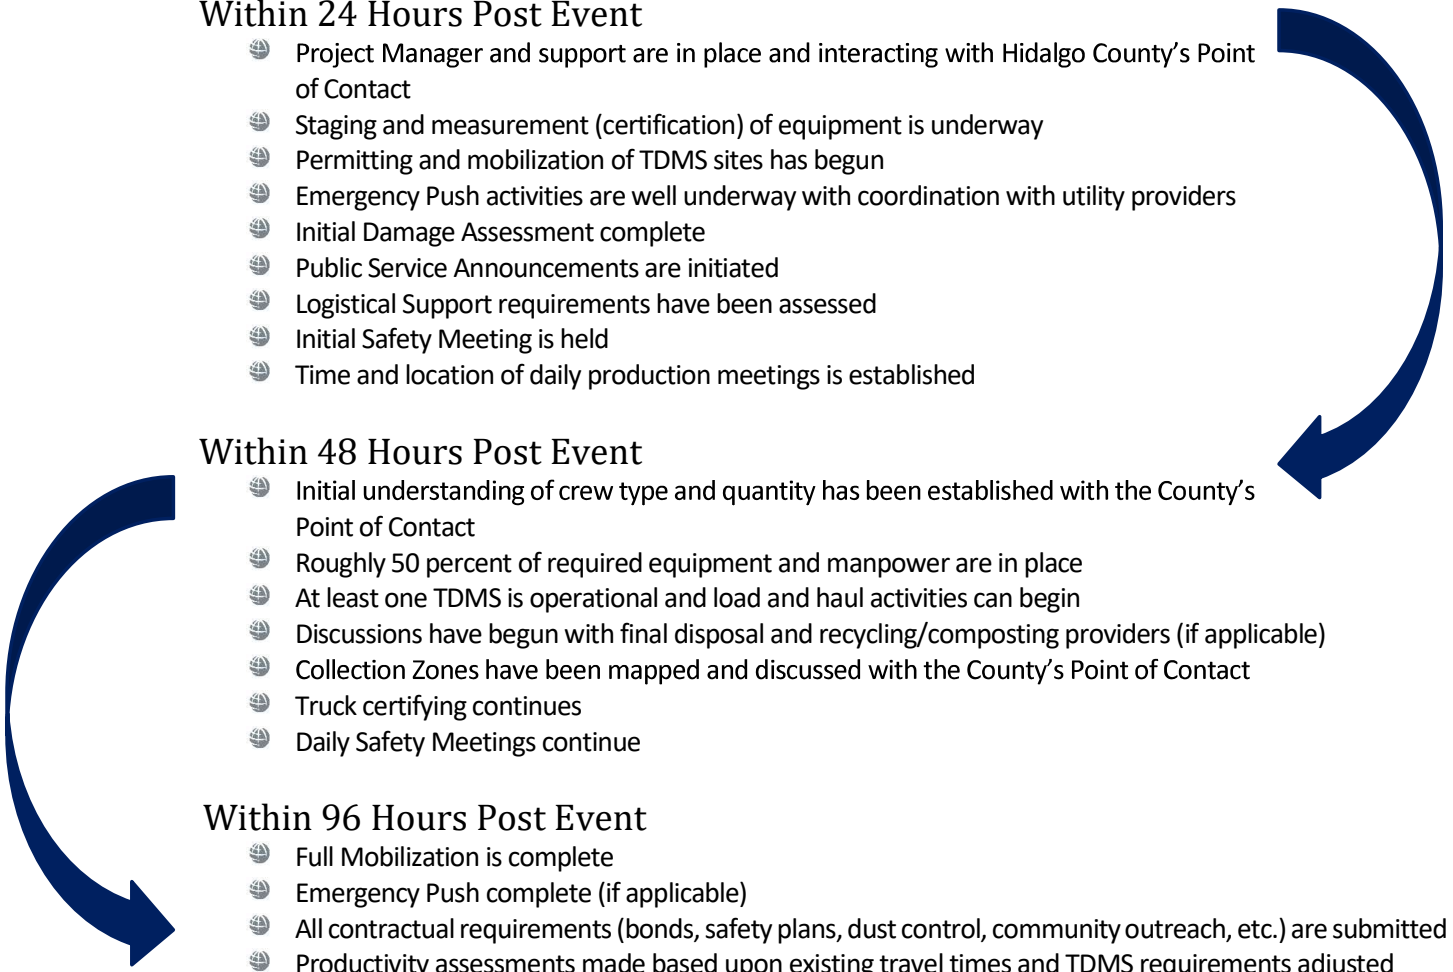 Within 24 Hours Post Event
Project Manager and support are in place and interacting with Hidalgo County's Point
of Contact
Staging and measurement (certification) of equipment is underway
Permitting and mobilization of TDMS sites has begun
Emergency Push activities are well underway with coordination with utility providers
Initial Damage Assessment complete
Public Service Announcements are initiated
Logistical Support requirements have been assessed
Initial Safety Meeting is held
Time and location of daily production meetings is established
Within 48 Hours Post Event
Initial understanding of crew type and quantity has been established with the County's
Point of Contact
Roughly 50 percent of required equipment and manpower are in place
At least one TDMS is operational and load and haul activities can begin
Discussions have begun with final disposal and recycling/composting providers (if applicable)
Collection Zones have been mapped and discussed with the County's Point of Contact
Truck certifying continues
Daily Safety Meetings continue
Within 96 Hours Post Event
Full Mobilization is complete
Emergency Push complete (if applicable)
All contractual requirements (bonds, safety plans, dust control, community outreach, etc.) are submitted
Productivity assessments made based upon existing travel times and TDMS requirements adjusted